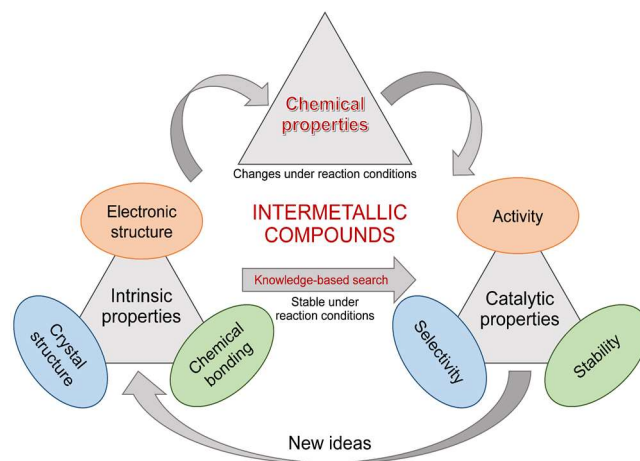 Chemical
properties
Changes under reaction conditions
Electronic
structure
INTERMETALLIC
COMPOUNDS
Activity
Knowledge-based search
Stable under
reaction conditions
Intrinsic
properties
Crystal
structure
Chemical
bonding
Catalytic
properties
Selectivity
Stability
New ideas